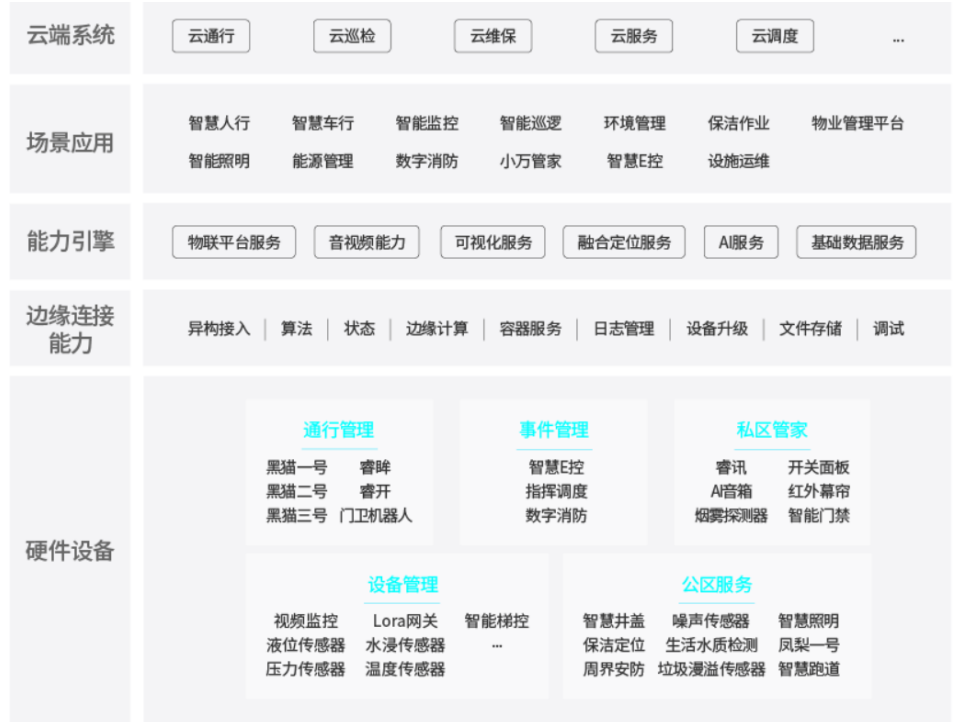 云端系统
云通行 云巡检 云维保 云服务 云调度 ...
场景应用
智慧人行 智慧车行 智能监控 智能巡逻 环境管理 保洁作业 物业管理平台
智能照明 能源管理 数字消防 小万管家 智慧E控 设施运维
能力引擎
物联平台服务 音视频能力 可视化服务 融合定位服务 AI服务 基础数据服务
边缘连接
能力
异构接入 | 算法 | 状态 | 边缘计算 | 容器服务 | 日志管理 | 设备升级 | 文件存储 | 调试
硬件设备
通行管理
黑猫一号 睿眸
黑猫二号 睿开
黑猫三号 门卫机器人
事件管理
智慧E控
指挥调度
数字消防
私区管家
睿讯 开关面板
AI音箱 红外幕帘
烟雾探测器 智能门禁
设备管理
视频监控 Lora网关 智能梯控
液位传感器 水浸传感器 ...
压力传感器 温度传感器
公区服务
智慧井盖 噪声传感器 智慧照明
保洁定位 生活水质检测 凤梨一号
周界安防 垃圾漫溢传感器 智慧跑道